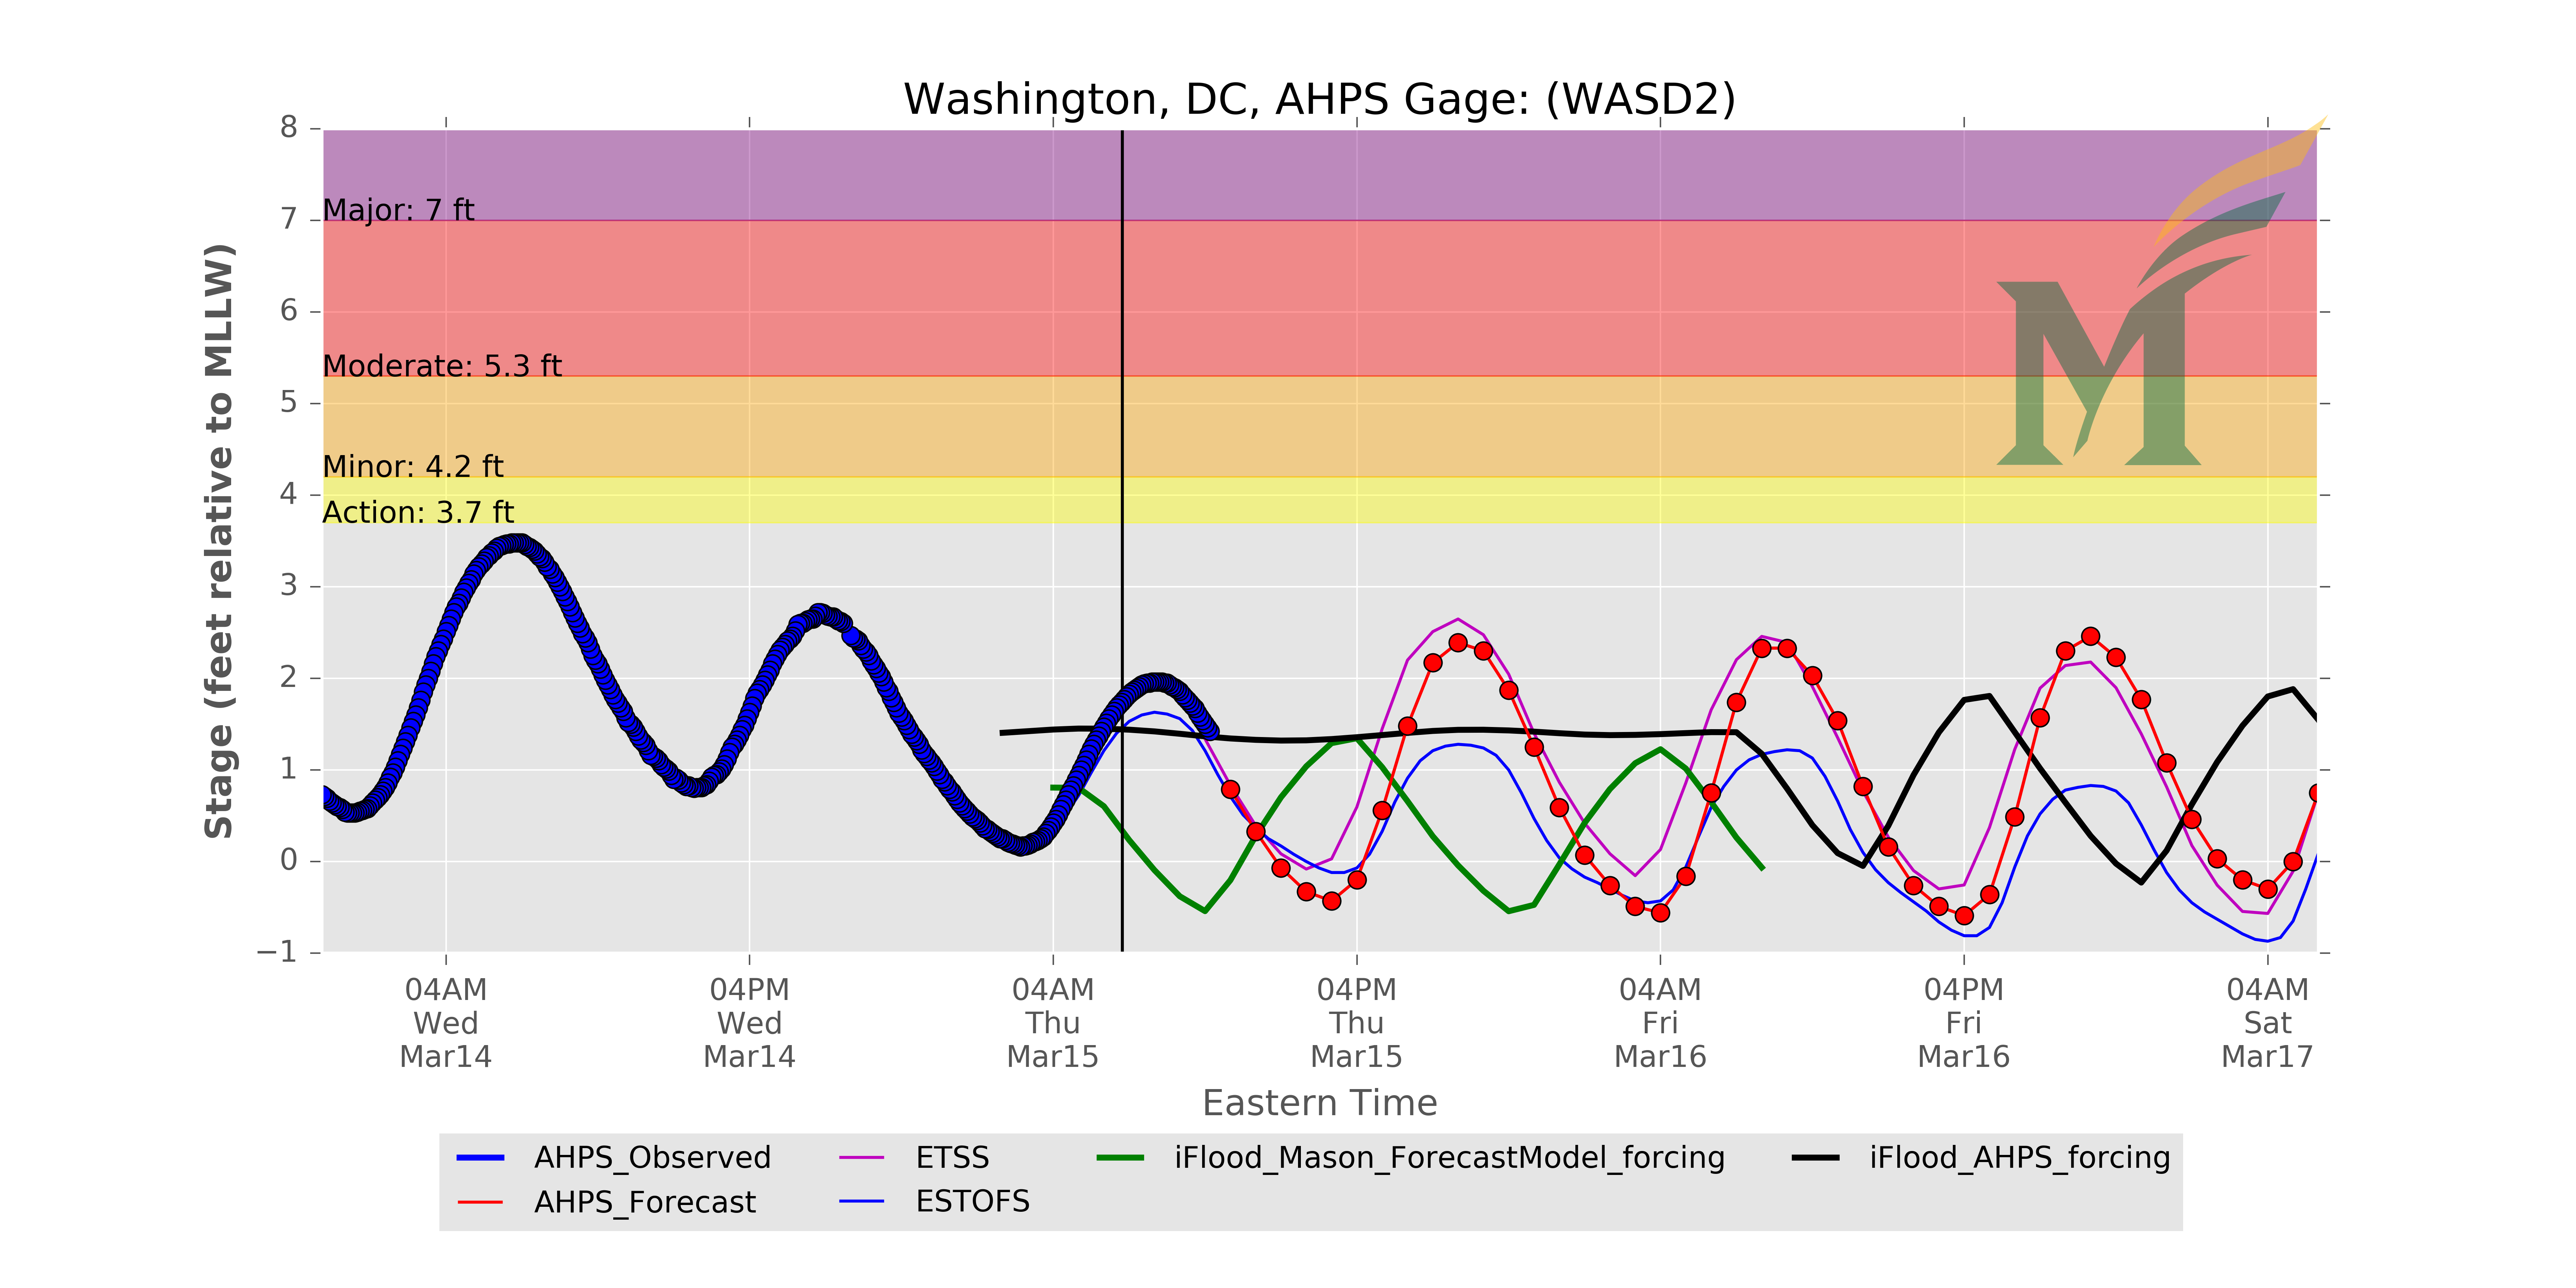 Washington, DC, AHPS Gage: (WASD2)
Stage (feet relative to MLLW)
8
7
6
5
4
3
2
1
0
−1
Major: 7 ft
Moderate: 5.3 ft
Minor: 4.2 ft
Action: 3.7 ft
M
04AM
Wed
Mar14
04PM
Wed
Mar14
04AM
Thu
Mar15
04PM
Thu
Mar15
04AM
Fri
Mar16
04PM
Fri
Mar16
04AM
Sat
Mar17
Eastern Time
AHPS_Observed
AHPS_Forecast
ETSS
ESTOFS
iFlood_Mason_ForecastModel_forcing
iFlood_AHPS_forcing